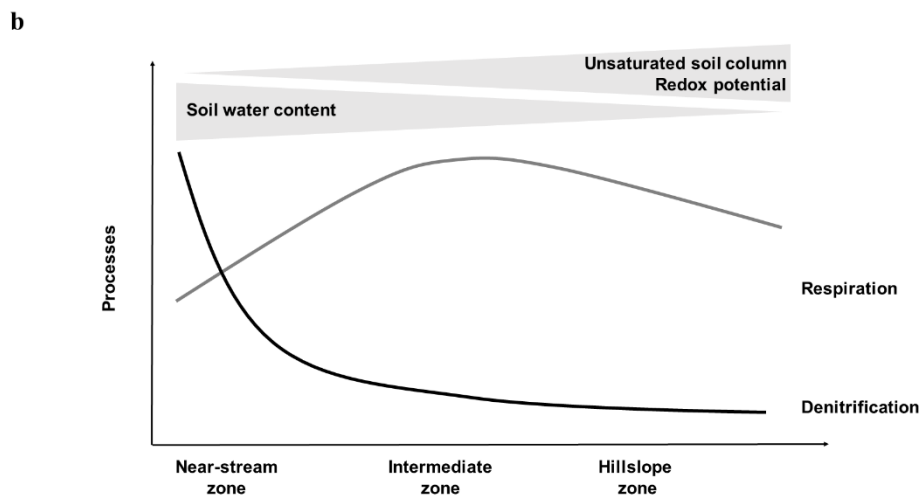 b
Unsaturated soil column
Redox potential
Soil water content
Processes
Respiration
Denitrification
Near-stream
zone
Intermediate
zone
Hillslope
zone